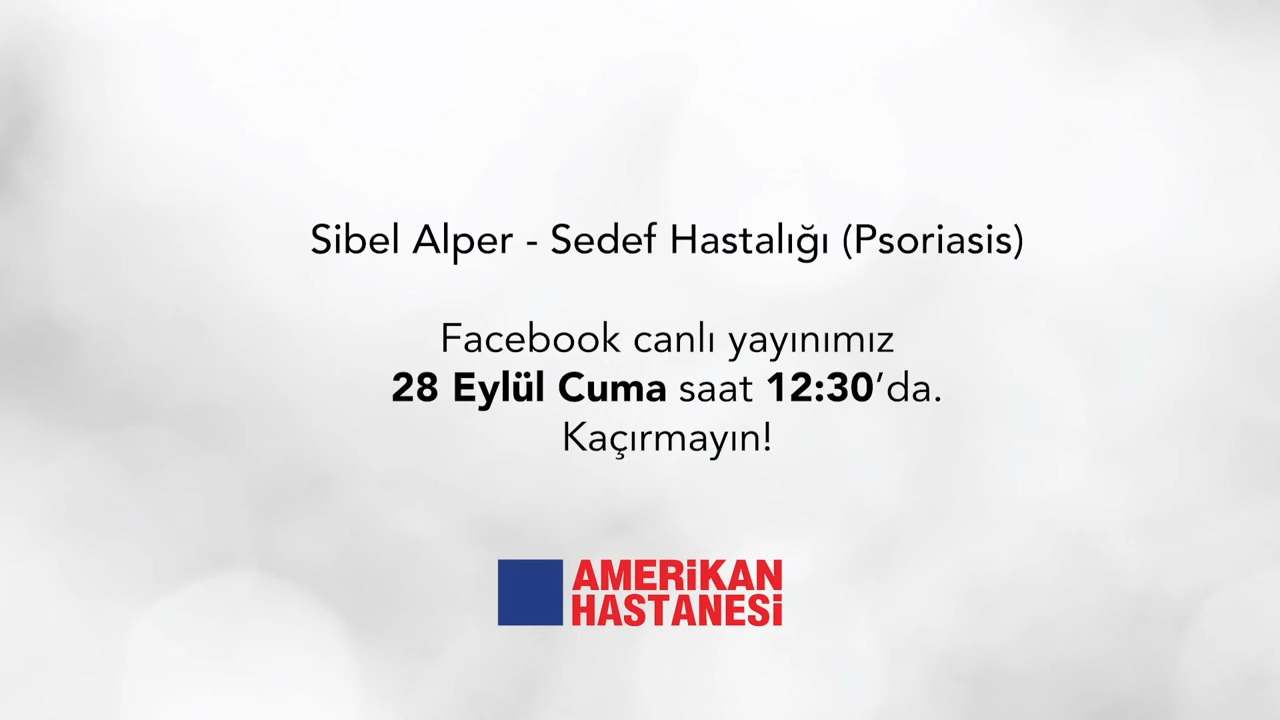 Sibel Alper - Sedef Hastalığı (Psoriasis)
Facebook canlı yayınımız
28 Eylül Cuma saat 12:30’da.
Kaçırmayın!
AMERiKAN
HASTANESi